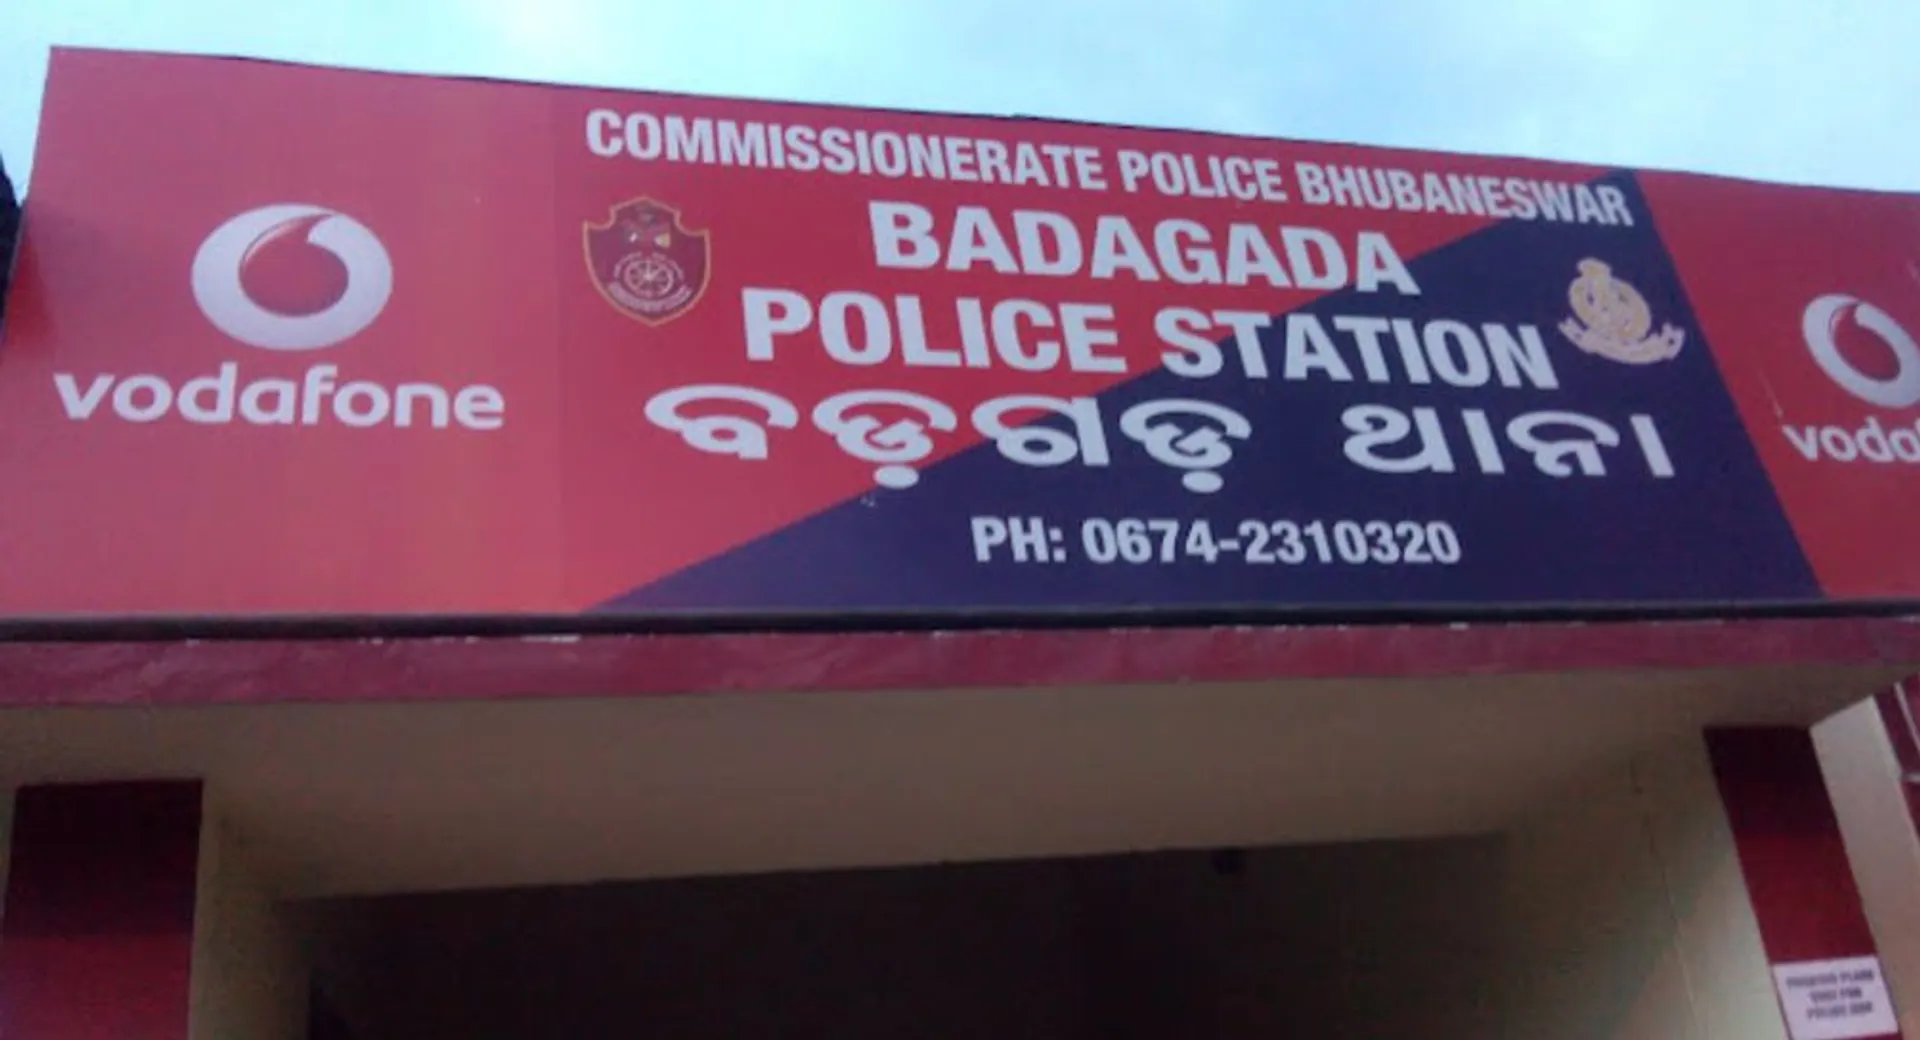 COMMISSIONERATE POLICE BHUBANESWAR
BADAGADA
POLICE STATION
ବଡ଼ଗଡ଼ ଥାନା
PH: 0674-2310320
vodafone
vodaf